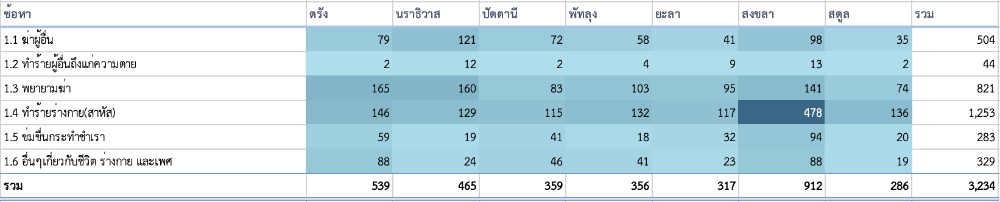 ข้อหา ตรัง นราธิวาส ปัตตานี พัทลุง ยะลา สงขลา สตูล รวม
1.1 ฆ่าผู้อื่น 79 121 72 58 41 98 35 504
1.2 ทำร้ายผู้อื่นถึงแก่ความตาย 2 12 2 4 9 13 2 44
1.3 พยายามฆ่า 165 160 83 103 95 141 74 821
1.4 ทำร้ายร่างกาย(สาหัส) 146 129 115 132 117 478 136 1,253
1.5 ข่มขื่นกระทำชำเรา 59 19 41 18 32 94 20 283
1.6 อื่นๆเกี่ยวกับชีวิต ร่างกาย และเพศ 88 24 46 41 23 88 19 329
รวม 539 465 359 356 317 912 286 3,234